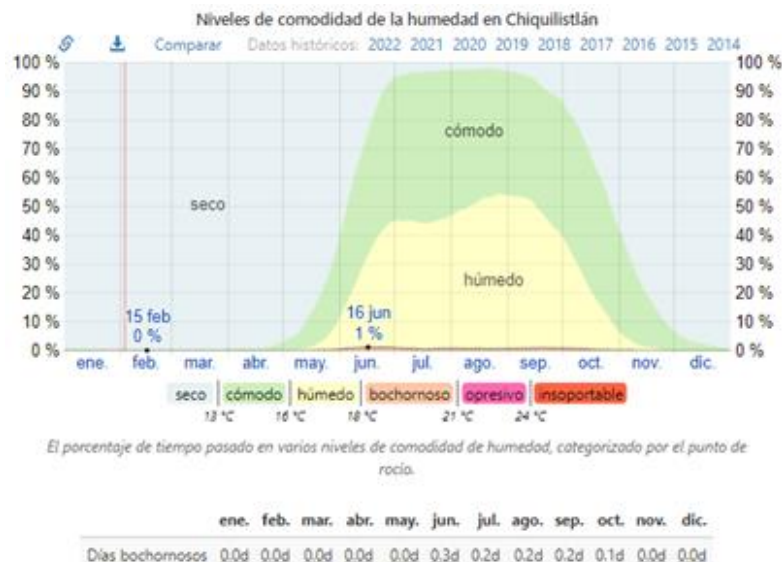 Niveles de comodidad de la humedad en Chiquilistlán
Comparar Datos históricos: 2022 2021 2020 2019 2018 2017 2016 2015 2014
100 % 100 %
90 % 90 %
80 % 80 %
cómodo
70 % 70 %
60 % 60 %
seco
50 % 50 %
40 % 40 %
30 % 30 %
húmedo
20 % 20 %
15 feb 16 jun
10 % 10 %
0 % 1 %
0 % 0 %
ene. feb. mar. abr. may. jun. jul. ago. sep. oct. nov. dic.
seco cómodo húmedo bochornoso opresivo insoportable
13 °C 16 °C 18 °C 21 °C 24 °C
El porcentaje de tiempo pasado en varios niveles de comodidad de humedad, categorizado por el punto de
rocío.
ene. feb. mar. abr. may. jun. jul. ago. sep. oct. nov. dic.
Días bochornosos 0.0d 0.0d 0.0d 0.0d 0.0d 0.3d 0.2d 0.2d 0.2d 0.1d 0.0d 0.0d